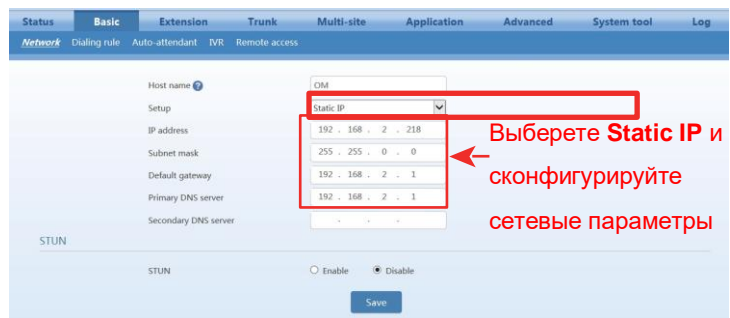 Status Basic Extension Trunk Multi-site Application Advanced System tool Log
Network Dialing rule Auto-attendant IVR Remote access
Host name ? OM
Setup Static IP
IP address 192 . 168 . 2 . 218
Subnet mask 255 . 255 . 0 . 0
Default gateway 192 . 168 . 2 . 1
Primary DNS server 192 . 168 . 2 . 1
Secondary DNS server . . .
Выберете Static IP и
сконфигурируйте
сетевые параметры
STUN
STUN Enable Disable
Save